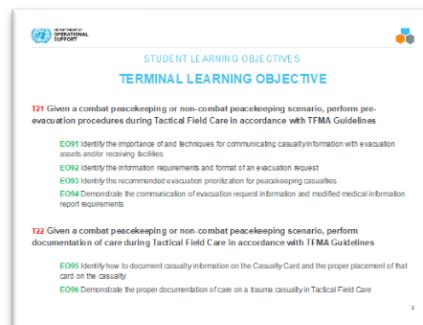 DEPARTMENT OF
OPERATIONAL
SUPPORT
STUDENT LEARNING OBJECTIVES
TERMINAL LEARNING OBJECTIVE
T21 Given a combat peacekeeping or non-combat peacekeeping scenario, perform pre-
evacuation procedures during Tactical Field Care in accordance with TFMA Guidelines
EO91 Identify the importance of and techniques for communicating casualty information with evacuation
assets and/or receiving facilities
EO92 Identify the information requirements and format of an evacuation request
EO93 Identify the recommended evacuation prioritization for peacekeeping casualties
EO94 Demonstrate the communication of evacuation request information and modified medical information
report requirements
T22 Given a combat peacekeeping or non-combat peacekeeping scenario, perform
documentation of care during Tactical Field Care in accordance with TFMA Guidelines
EO95 Identify how to document casualty information on the Casualty Card and the proper placement of that
card on the casualty.
EO96 Demonstrate the proper documentation of care on a trauma casualty in Tactical Field Care